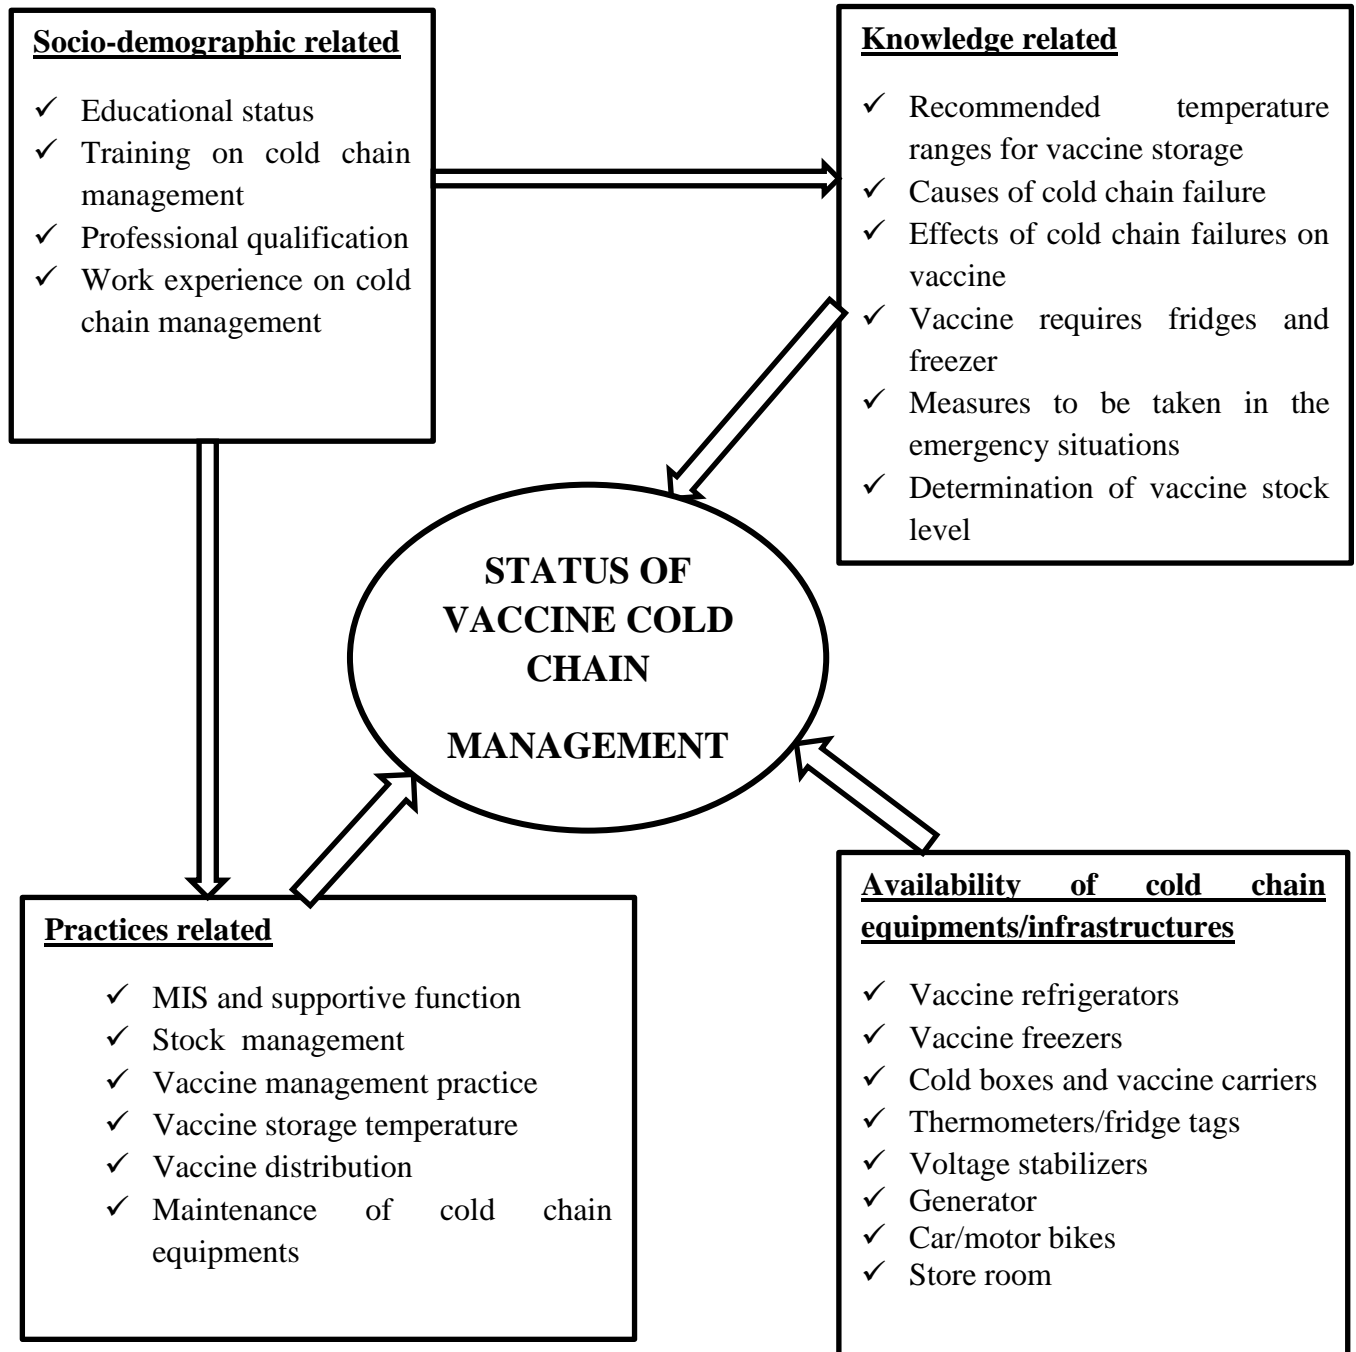 Socio-demographic related
✓ Educational status
✓ Training on cold chain
management
✓ Professional qualification
✓ Work experience on cold
chain management
Knowledge related
✓ Recommended temperature
ranges for vaccine storage
✓ Causes of cold chain failure
✓ Effects of cold chain failures on
vaccine
✓ Vaccine requires fridges and
freezer
✓ Measures to be taken in the
emergency situations
✓ Determination of vaccine stock
level
STATUS OF
VACCINE COLD
CHAIN
MANAGEMENT
Practices related
✓ MIS and supportive function
✓ Stock management
✓ Vaccine management practice
✓ Vaccine storage temperature
✓ Vaccine distribution
✓ Maintenance of cold chain
equipments
Availability of cold chain
equipments/infrastructures
✓ Vaccine refrigerators
✓ Vaccine freezers
✓ Cold boxes and vaccine carriers
✓ Thermometers/fridge tags
✓ Voltage stabilizers
✓ Generator
✓ Car/motor bikes
✓ Store room